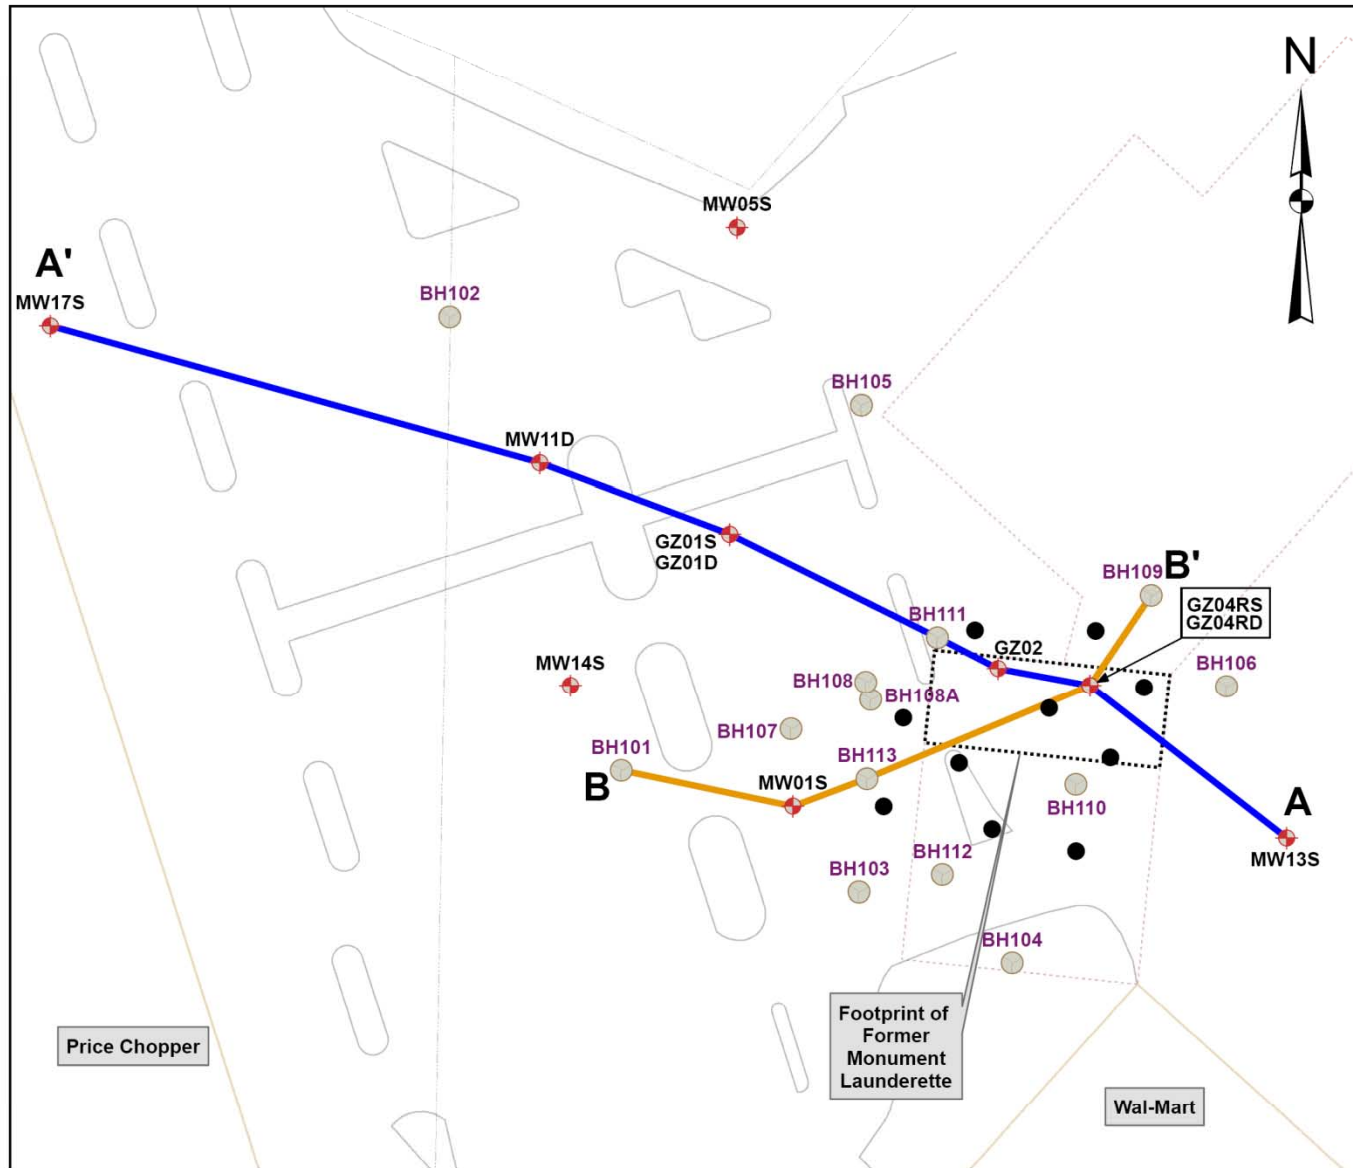 N
MW05S
A'
MW17S
BH102
BH105
MW11D
GZ01S
GZ01D
BH109
B'
GZ04RS
GZ04RD
BH111
GZ02
BH106
MW14S
BH108
BH108A
BH107
BH101
BH113
B
MW01S
A
BH110
MW13S
BH112
BH103
BH104
Footprint of
Former
Monument
Launderette
Price Chopper
Wal-Mart